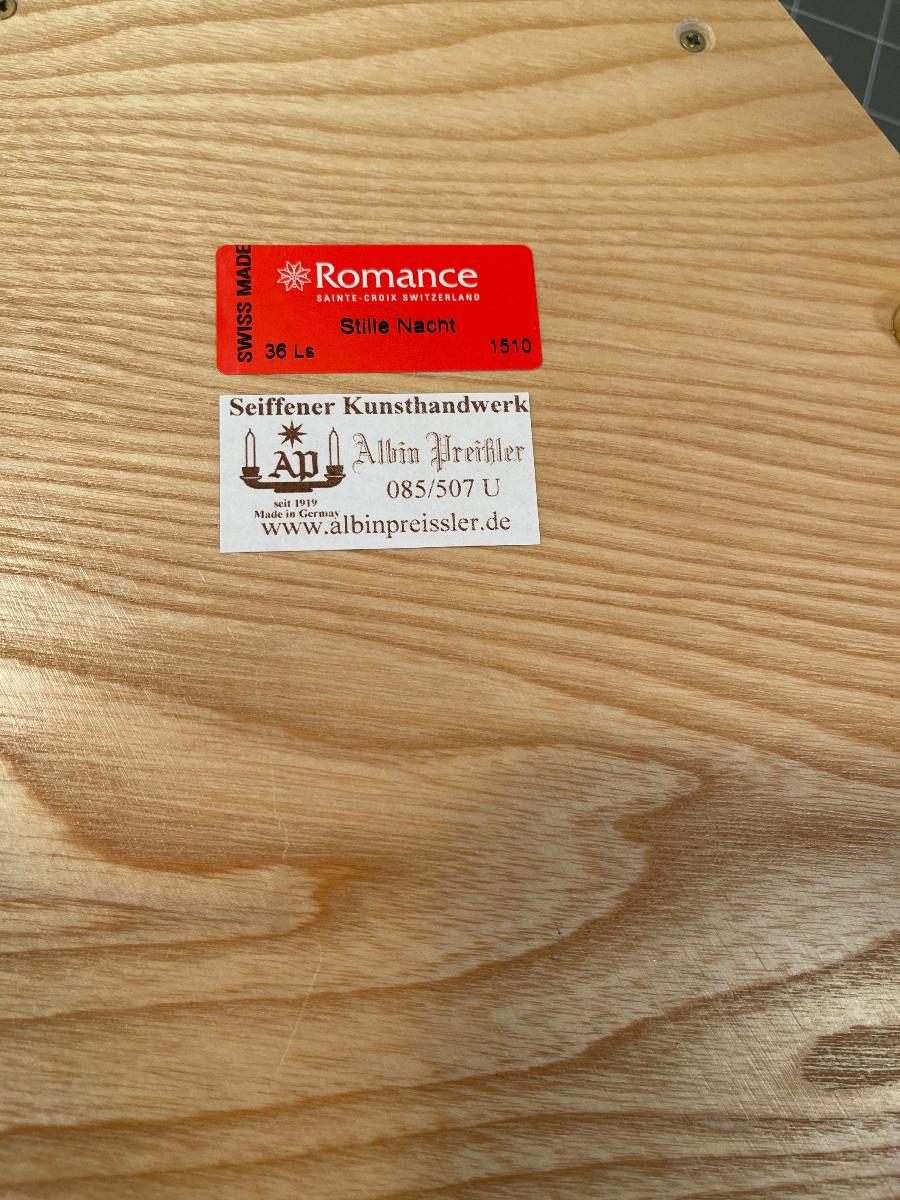 SWISS MADE
Romance
SAINTE-CROIX SWITZERLAND
Stille Nacht
36 Ls
1510
Seiffener Kunsthandwerk
AP
Albin Preißler
085/507 U
seit 1919
Made in Germay
www.albinpreissler.de